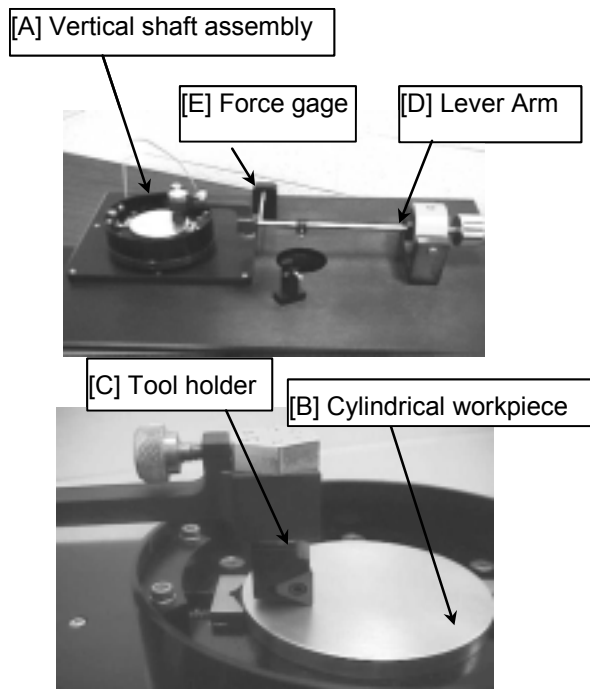 [A] Vertical shaft assembly
[E] Force gage
[D] Lever Arm
[C] Tool holder
[B] Cylindrical workpiece